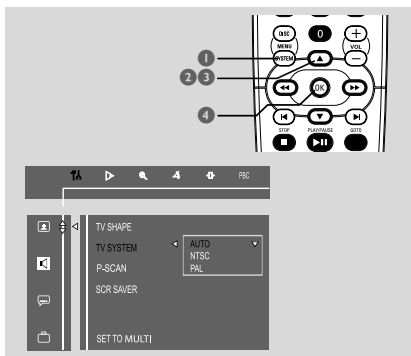 DISC
0
+
MENU
VOL
1
SYSTEM
–
2 3
OK
4
STOP
PLAY/PAUSE
GOTO
PBC
TV SHAPE
TV SYSTEM
AUTO
NTSC
P-SCAN
PAL
SCR SAVER
SET TO MULTI